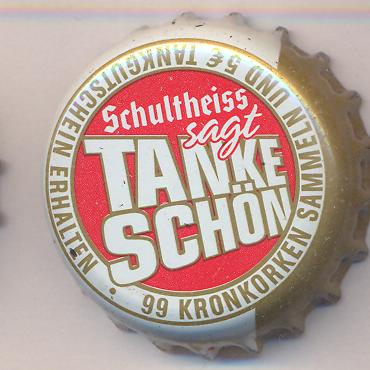 Schultheiss
sagt
TANKE
SCHÖN
99 KRONKORKEN SAMMELN UND 5€ TANKGUTSCHEIN ERHALTEN